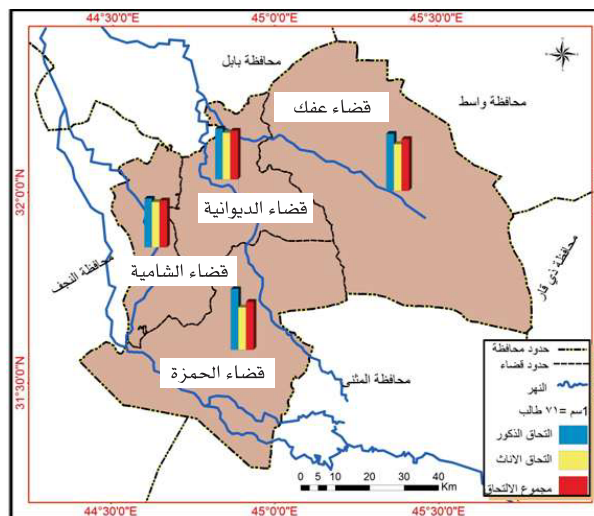 44°30'0"E 45°0'0"E 45°30'0"E
محافظة بابل
محافظة واسط
قضاء عفك
32°0'0"N
قضاء الديوانية
محافظة النجف
قضاء الشامية
محافظة ذي قار
قضاء الحمزة
محافظة المثنى
31°30'0"N
حدود محافظة
حدود قضاء
النهر
1سم = ٧١ طالب
التحاق الذكور
التحاق الاناث
مجموع الالتحاق
0 5 10 20 30 40
Km
44°30'0"E 45°0'0"E 45°30'0"E